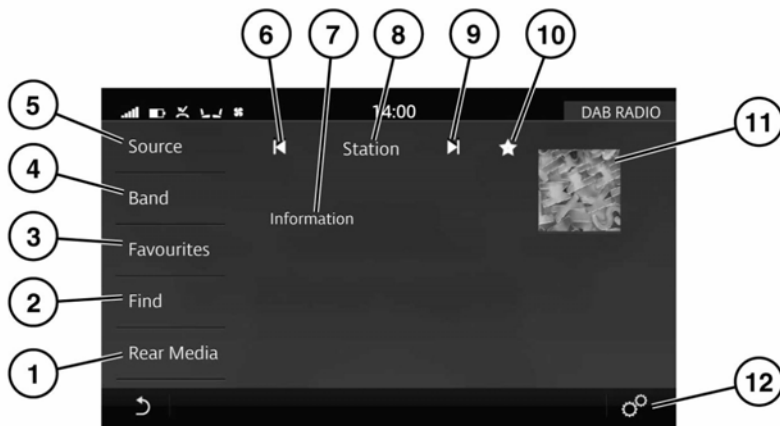 6 7 8 9 10
14:00 DAB RADIO
5 Source Station 11
4 Band
Information
3 Favourites
2 Find
1 Rear Media
12